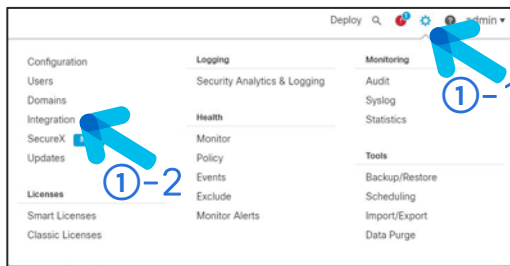 Deploy 1 admin
①-1
Configuration
Users
Domains
Integration
SecureX
Updates
①-2
Licenses
Smart Licenses
Classic Licenses
Logging
Security Analytics & Logging
Health
Monitor
Policy
Events
Exclude
Monitor Alerts
Monitoring
Audit
Syslog
Statistics
Tools
Backup/Restore
Scheduling
Import/Export
Data Purge